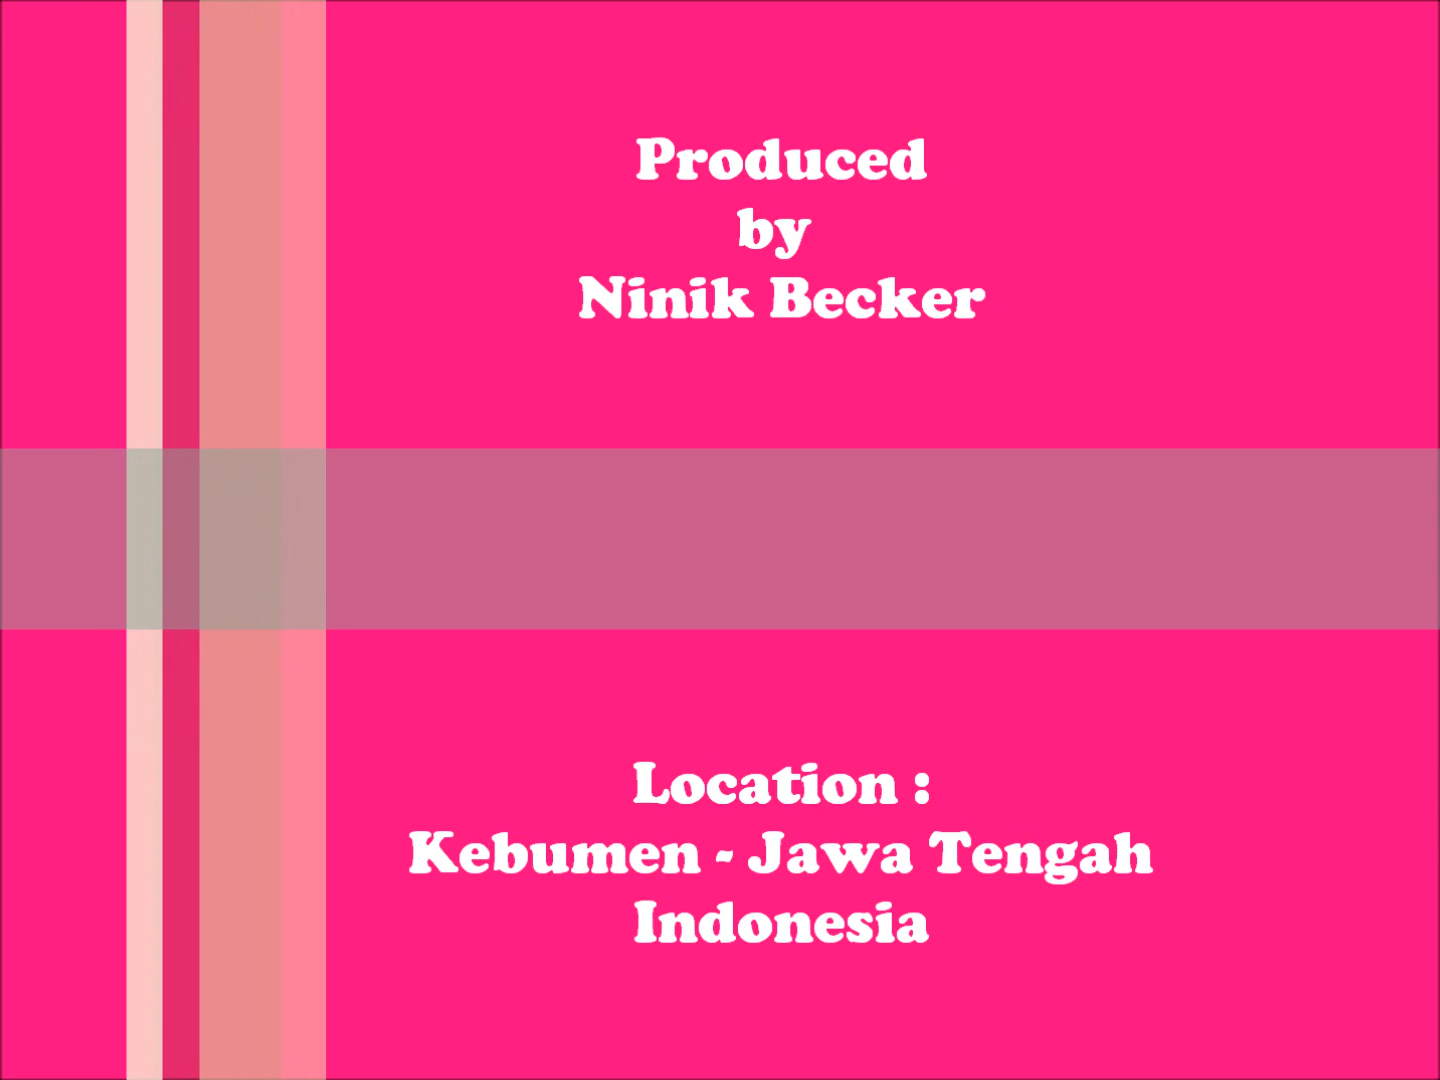 Produced
by
Ninik Becker
Location :
Kebumen - Jawa Tengah
Indonesia